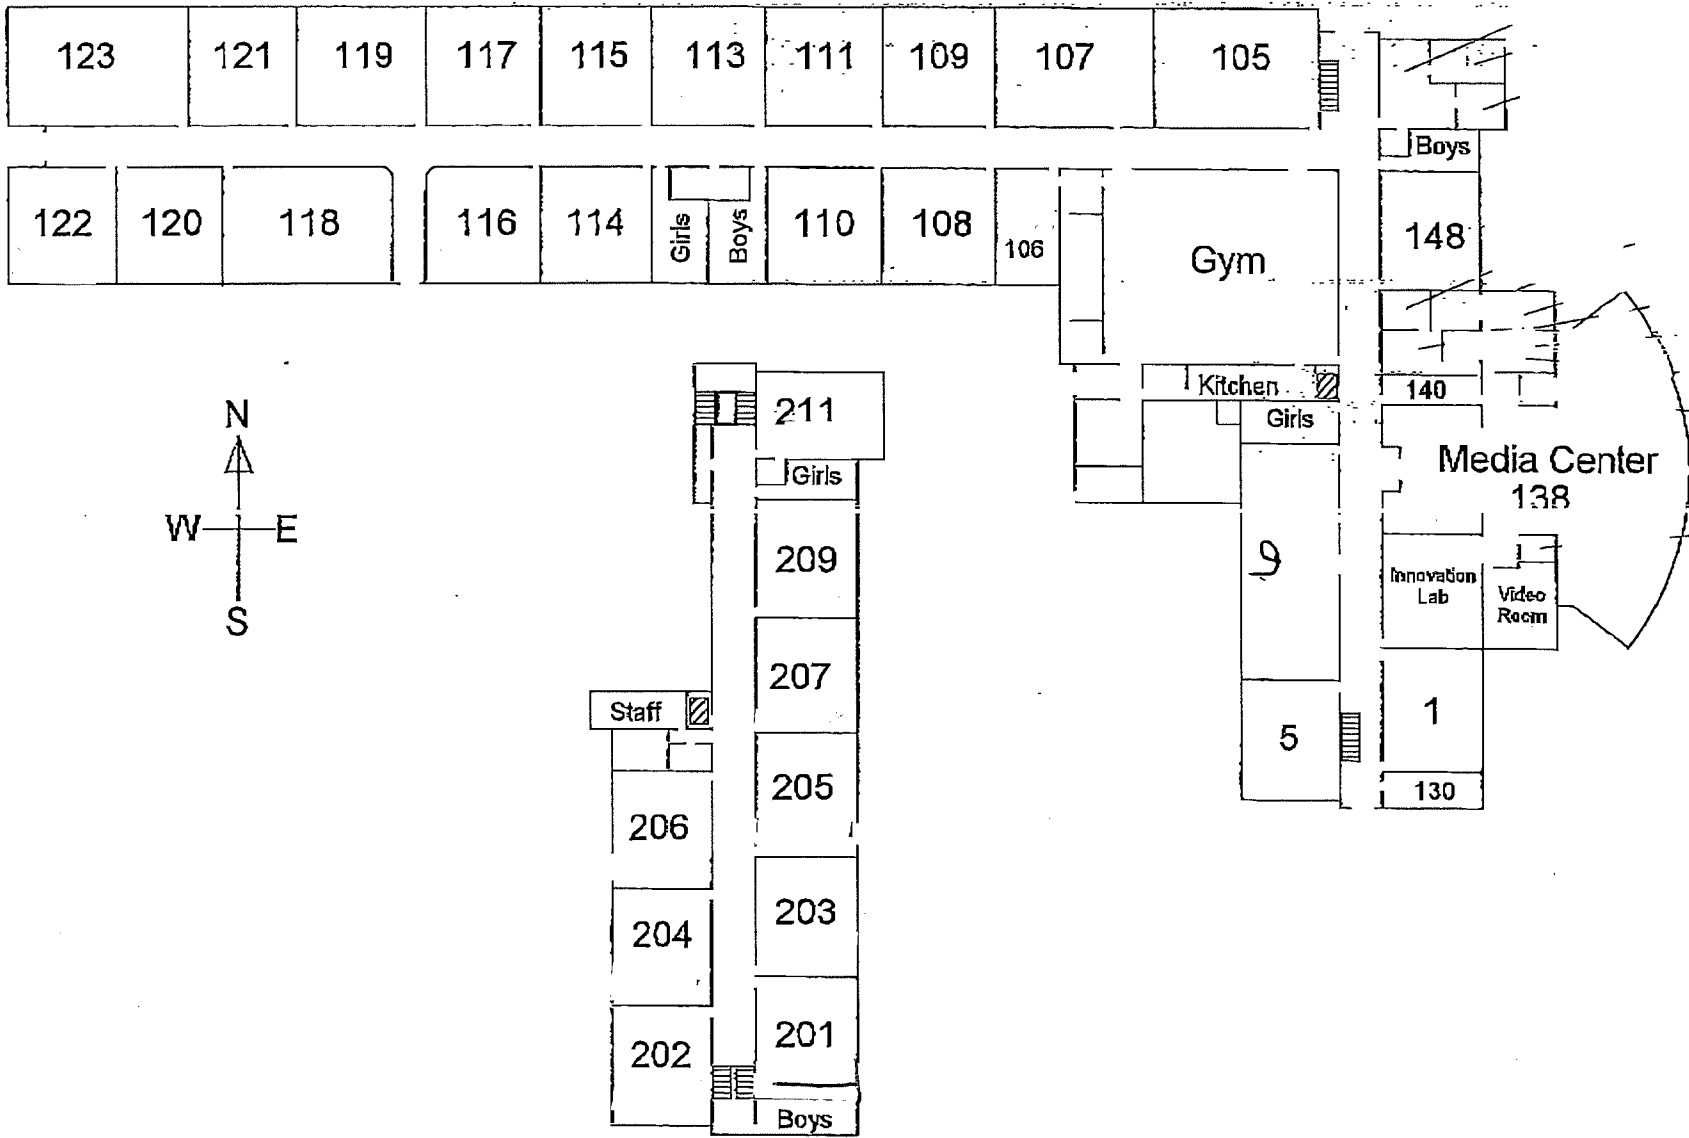 123 121 119 117 115 113 111 109 107 105
Boys
122 120 118 116 114 Girls Boys 110 108 106 Gym 148
Kitchen 140
211 Girls
N
Girls
Media Center
138
W E
209 9
Innovation
Lab
Video
Room
S
207
Staff 5 1
205 130
206
203
204
201
202
Boys